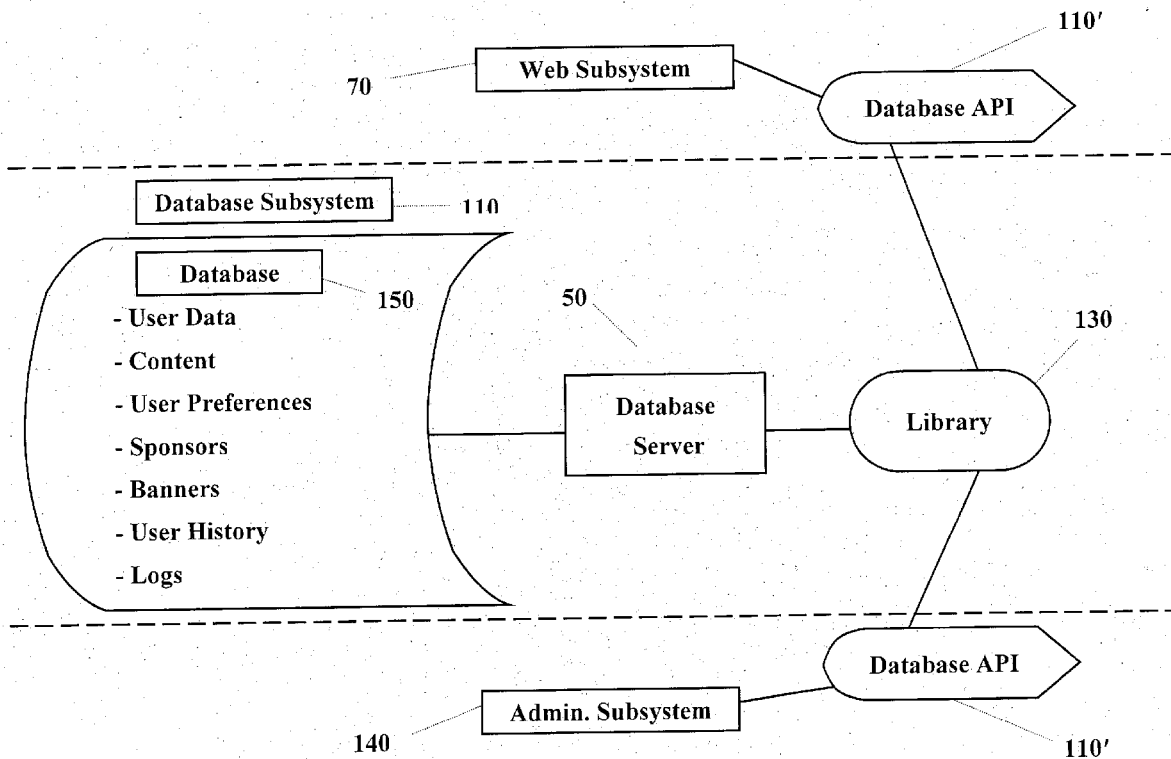 110′
70
Web Subsystem
Database API
Database Subsystem
110
Database
150
50
130
- User Data
- Content
- User Preferences
- Sponsors
- Banners
- User History
- Logs
Database
Server
Library
Database API
Admin. Subsystem
140
110′